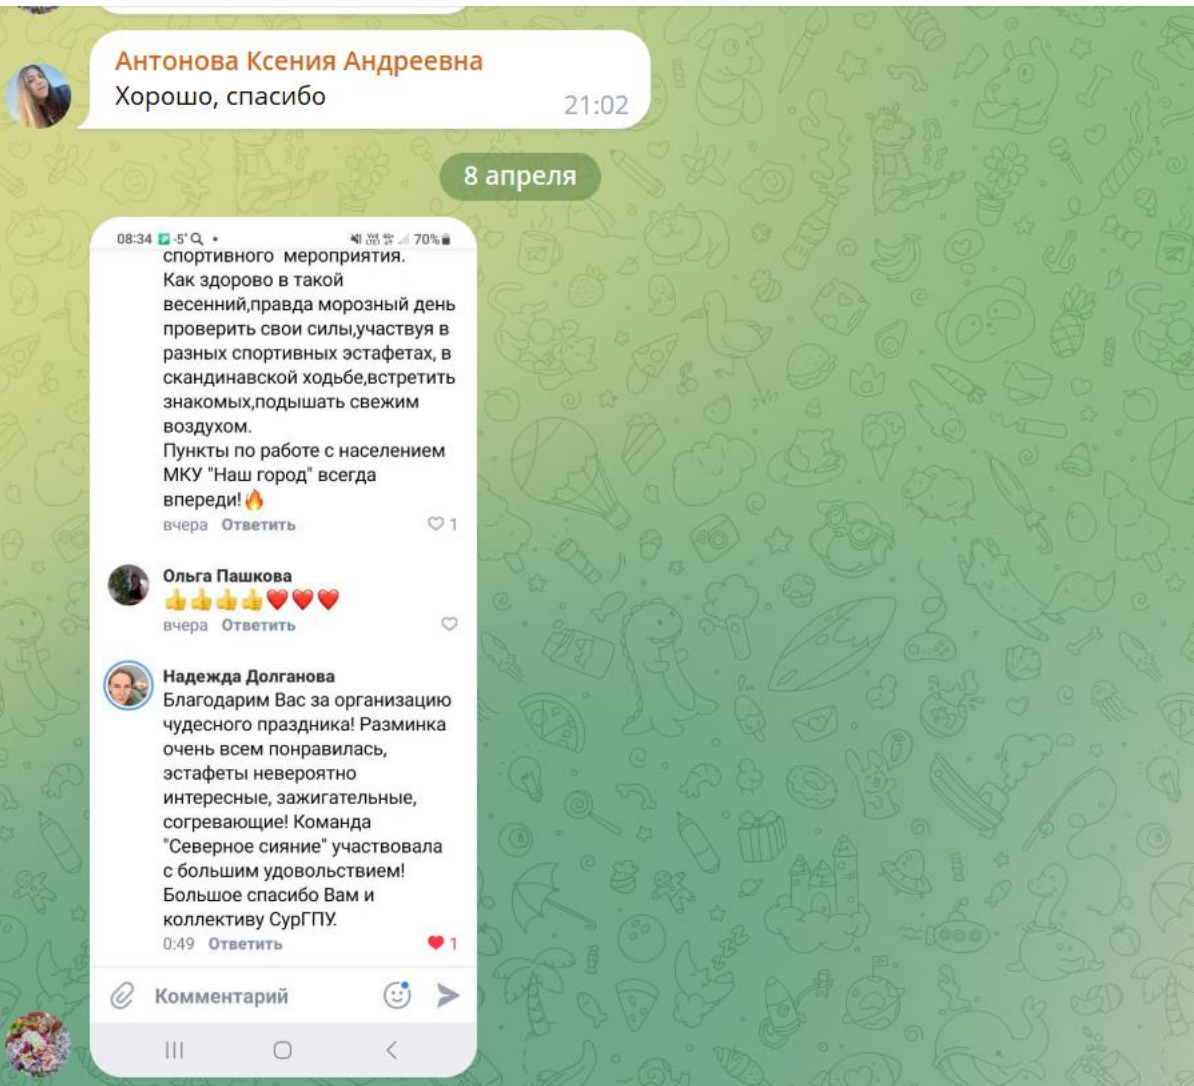 Антонова Ксения Андреевна
Хорошо, спасибо
21:02
8 апреля
08:34 -5° 70%
спортивного мероприятия.
Как здорово в такой
весенний,правда морозный день
проверить свои силы,участвуя в
разных спортивных эстафетах, в
скандинавской ходьбе,встретить
знакомых,подышать свежим
воздухом.
Пункты по работе с населением
МКУ "Наш город" всегда
впереди!🔥
вчера Ответить 1
Ольга Пашкова
👍👍👍👍❤️❤️❤️
вчера Ответить
Надежда Долганова
Благодарим Вас за организацию
чудесного праздника! Разминка
очень всем понравилась,
эстафеты невероятно
интересные, зажигательные,
согревающие! Команда
"Северное сияние" участвовала
с большим удовольствием!
Большое спасибо Вам и
коллективу СурГПУ.
0:49 Ответить 1
Комментарий